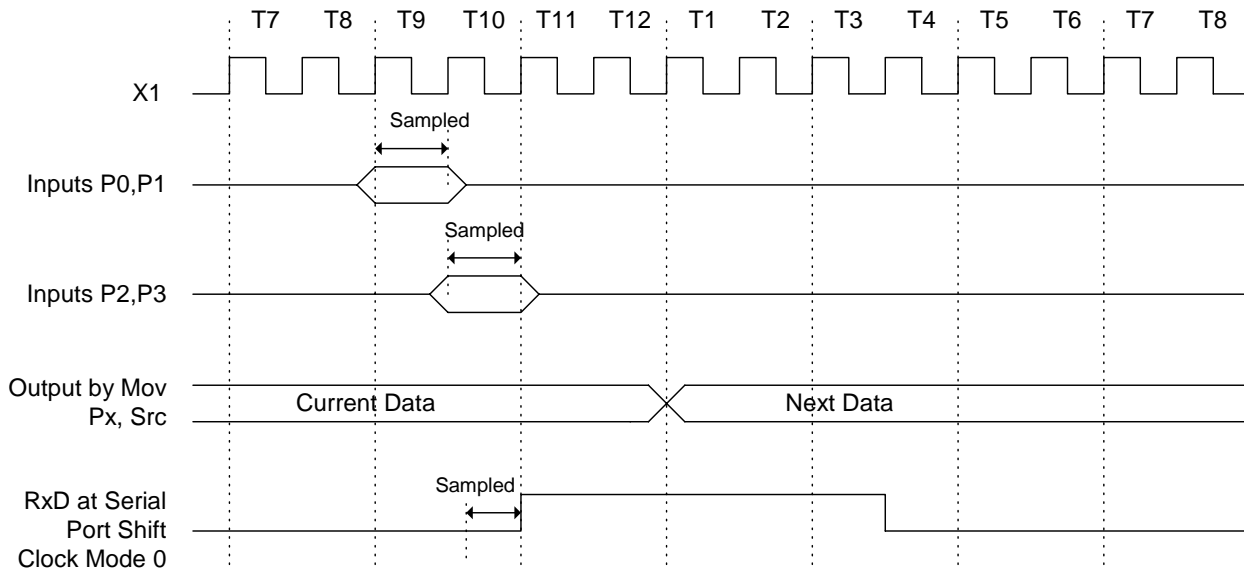 T7 T8 T9 T10 T11 T12 T1 T2 T3 T4 T5 T6 T7 T8
X1
Sampled
Inputs P0,P1
Sampled
Inputs P2,P3
Output by Mov
Px, Src
Current Data
Next Data
Sampled
RxD at Serial
Port Shift
Clock Mode 0